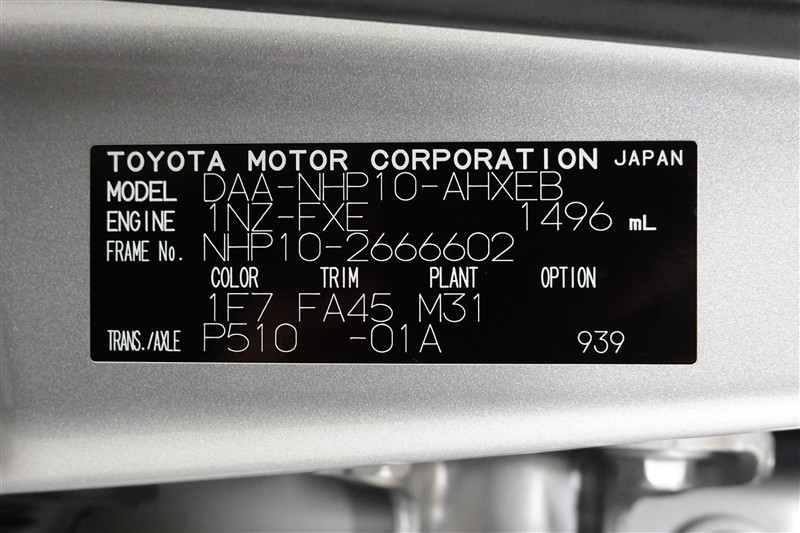 TOYOTA MOTOR CORPORATION JAPAN
MODEL DAA-NHP10-AHXEB
ENGINE 1NZ-FXE 1496 mL
FRAME No. NHP10-2666602
COLOR TRIM PLANT OPTION
1F7 FA45 M31
TRANS./AXLE P510 -01A 939